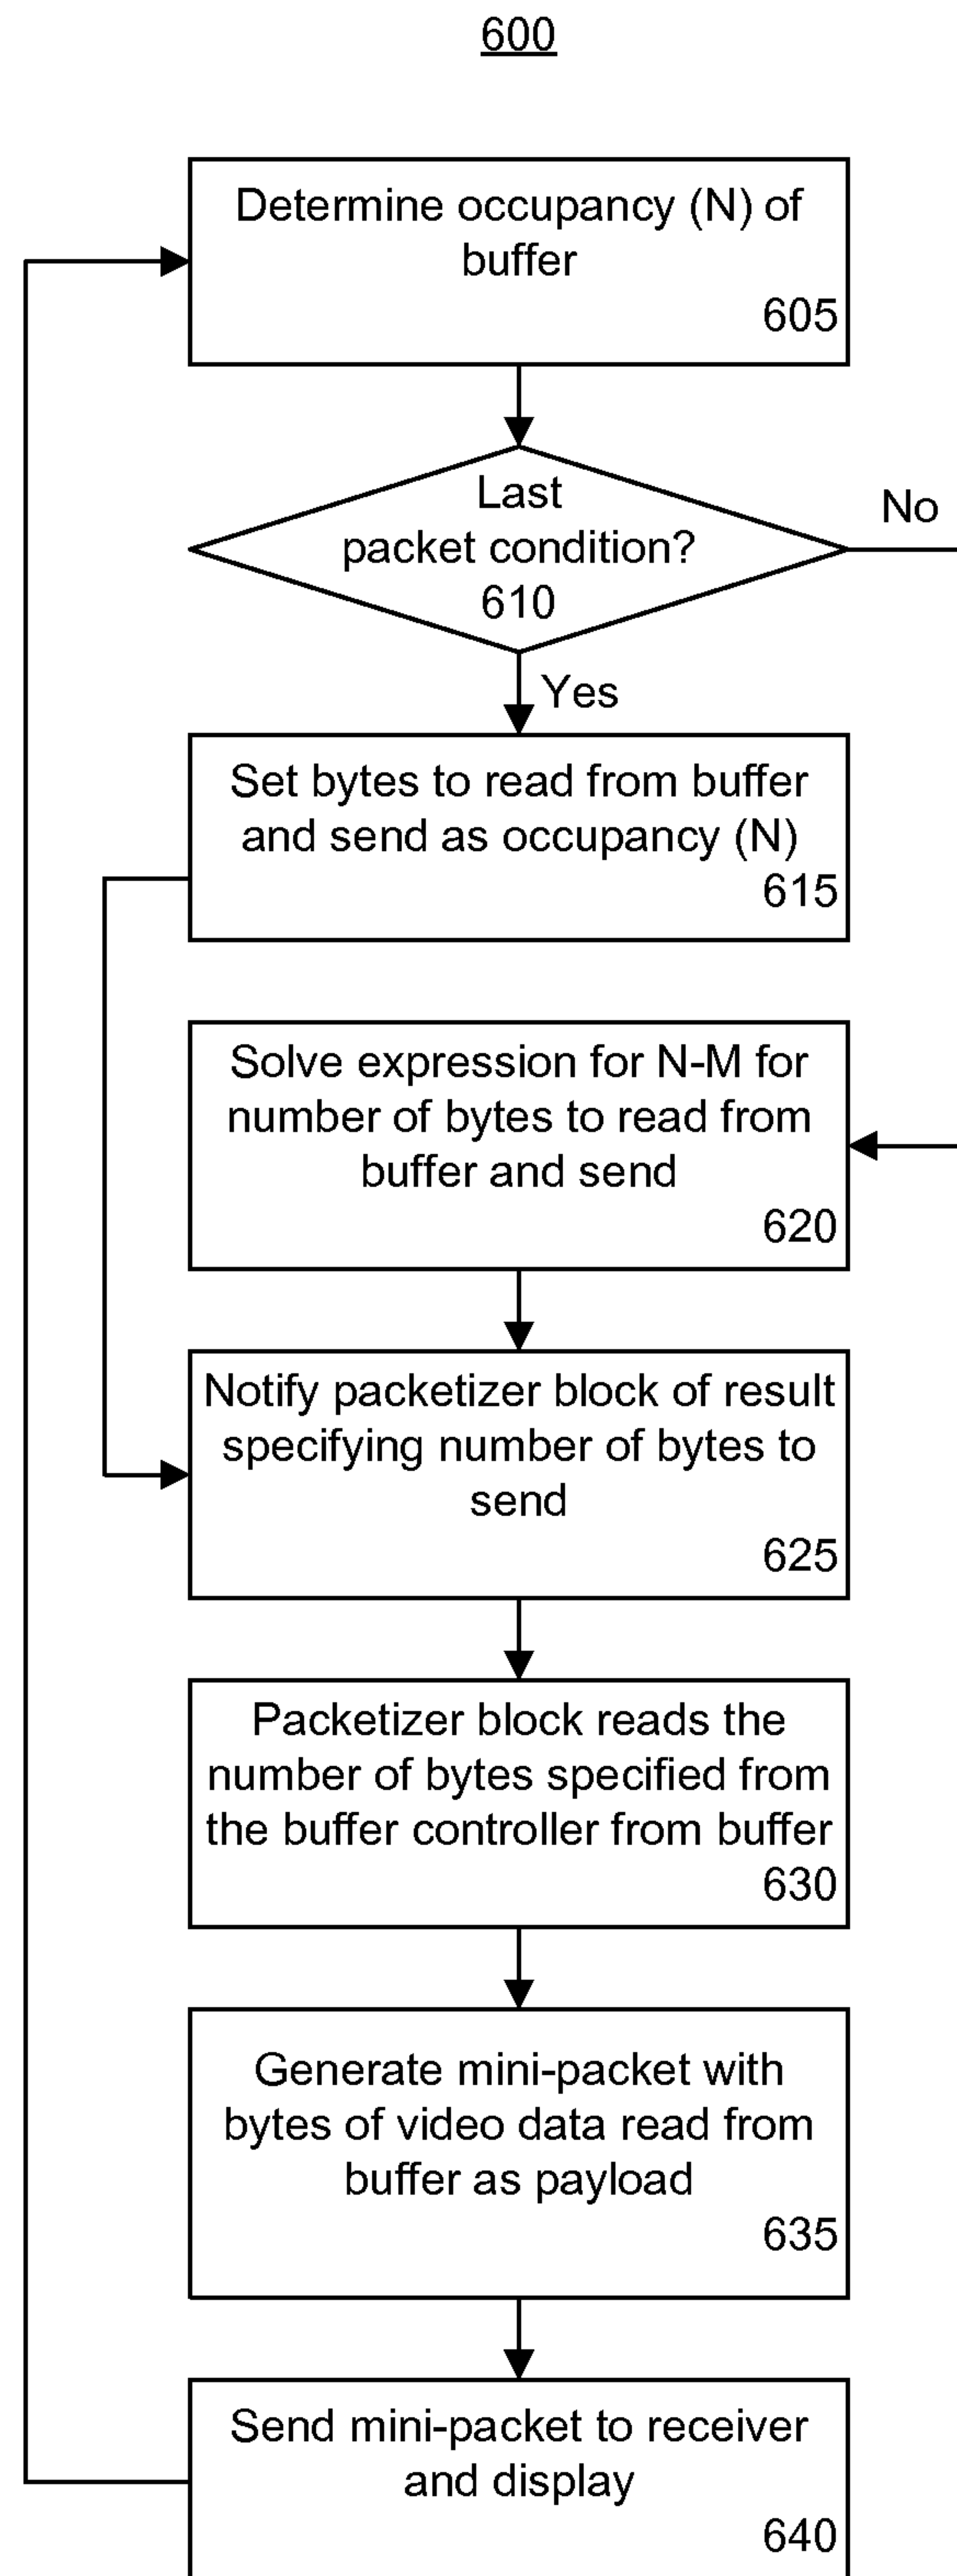 600
Determine occupancy (N) of
buffer
605
Last
packet condition?
610
No
Yes
Set bytes to read from buffer
and send as occupancy (N)
615
Solve expression for N-M for
number of bytes to read from
buffer and send
620
Notify packetizer block of result
specifying number of bytes to
send
625
Packetizer block reads the
number of bytes specified from
the buffer controller from buffer
630
Generate mini-packet with
bytes of video data read from
buffer as payload
635
Send mini-packet to receiver
and display
640